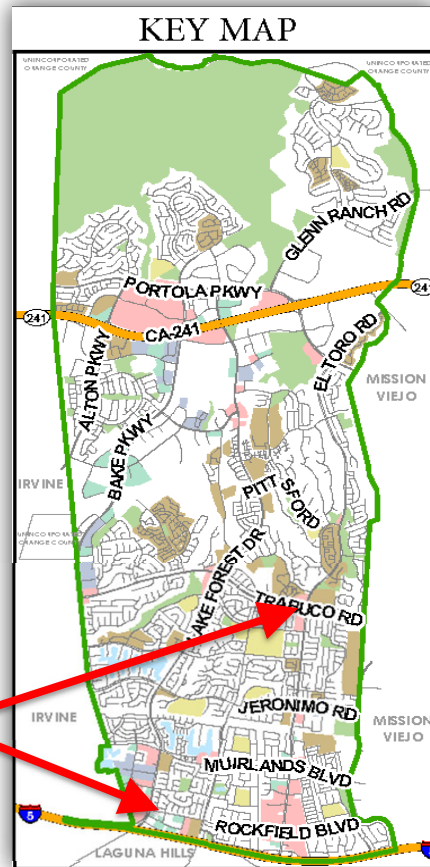 KEY MAP
UNINCORPORATED
ORANGE COUNTY
UNINCORPORATED
ORANGE COUNTY
GLENN RANCH RD
PORTOLA PKWY
241
241
CA-241
ALTON PKWY
EL TORO RD
MISSION
VIEJO
BAKE PKWY
IRVINE
PITTSFORD
UNINCORPORATED
ORANGE COUNTY
LAKE FOREST DR
TRABUCO RD
IRVINE
JERONIMO RD
MISSION
VIEJO
MUIRLANDS BLVD
5
ROCKFIELD BLVD
LAGUNA HILLS